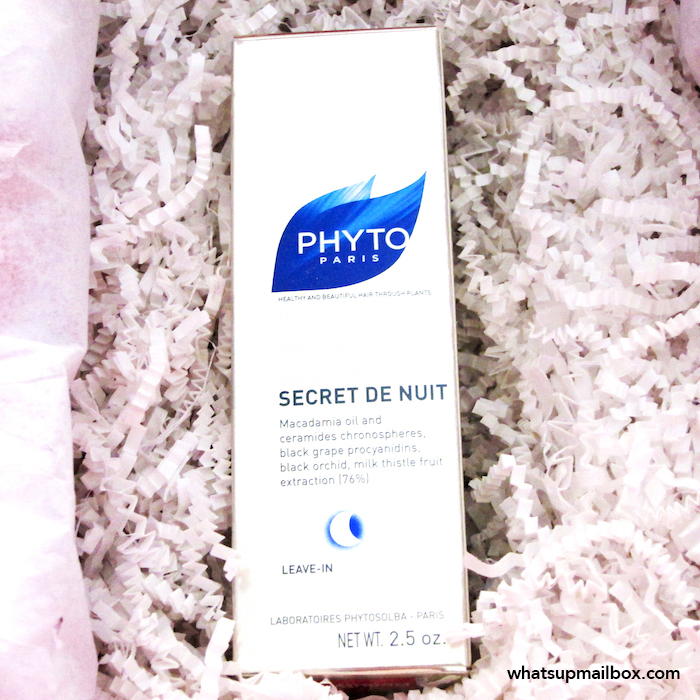 PHYTO
PARIS
HEALTHY AND BEAUTIFUL HAIR THROUGH PLANTS
SECRET DE NUIT
Macadamia oil and
ceramides chronospheres,
black grape procyanidins,
black orchid, milk thistle fruit
extraction (76%)
LEAVE-IN
LABORATOIRES PHYTOSOLBA - PARIS
NET WT. 2.5 oz.
whatsupmailbox.com